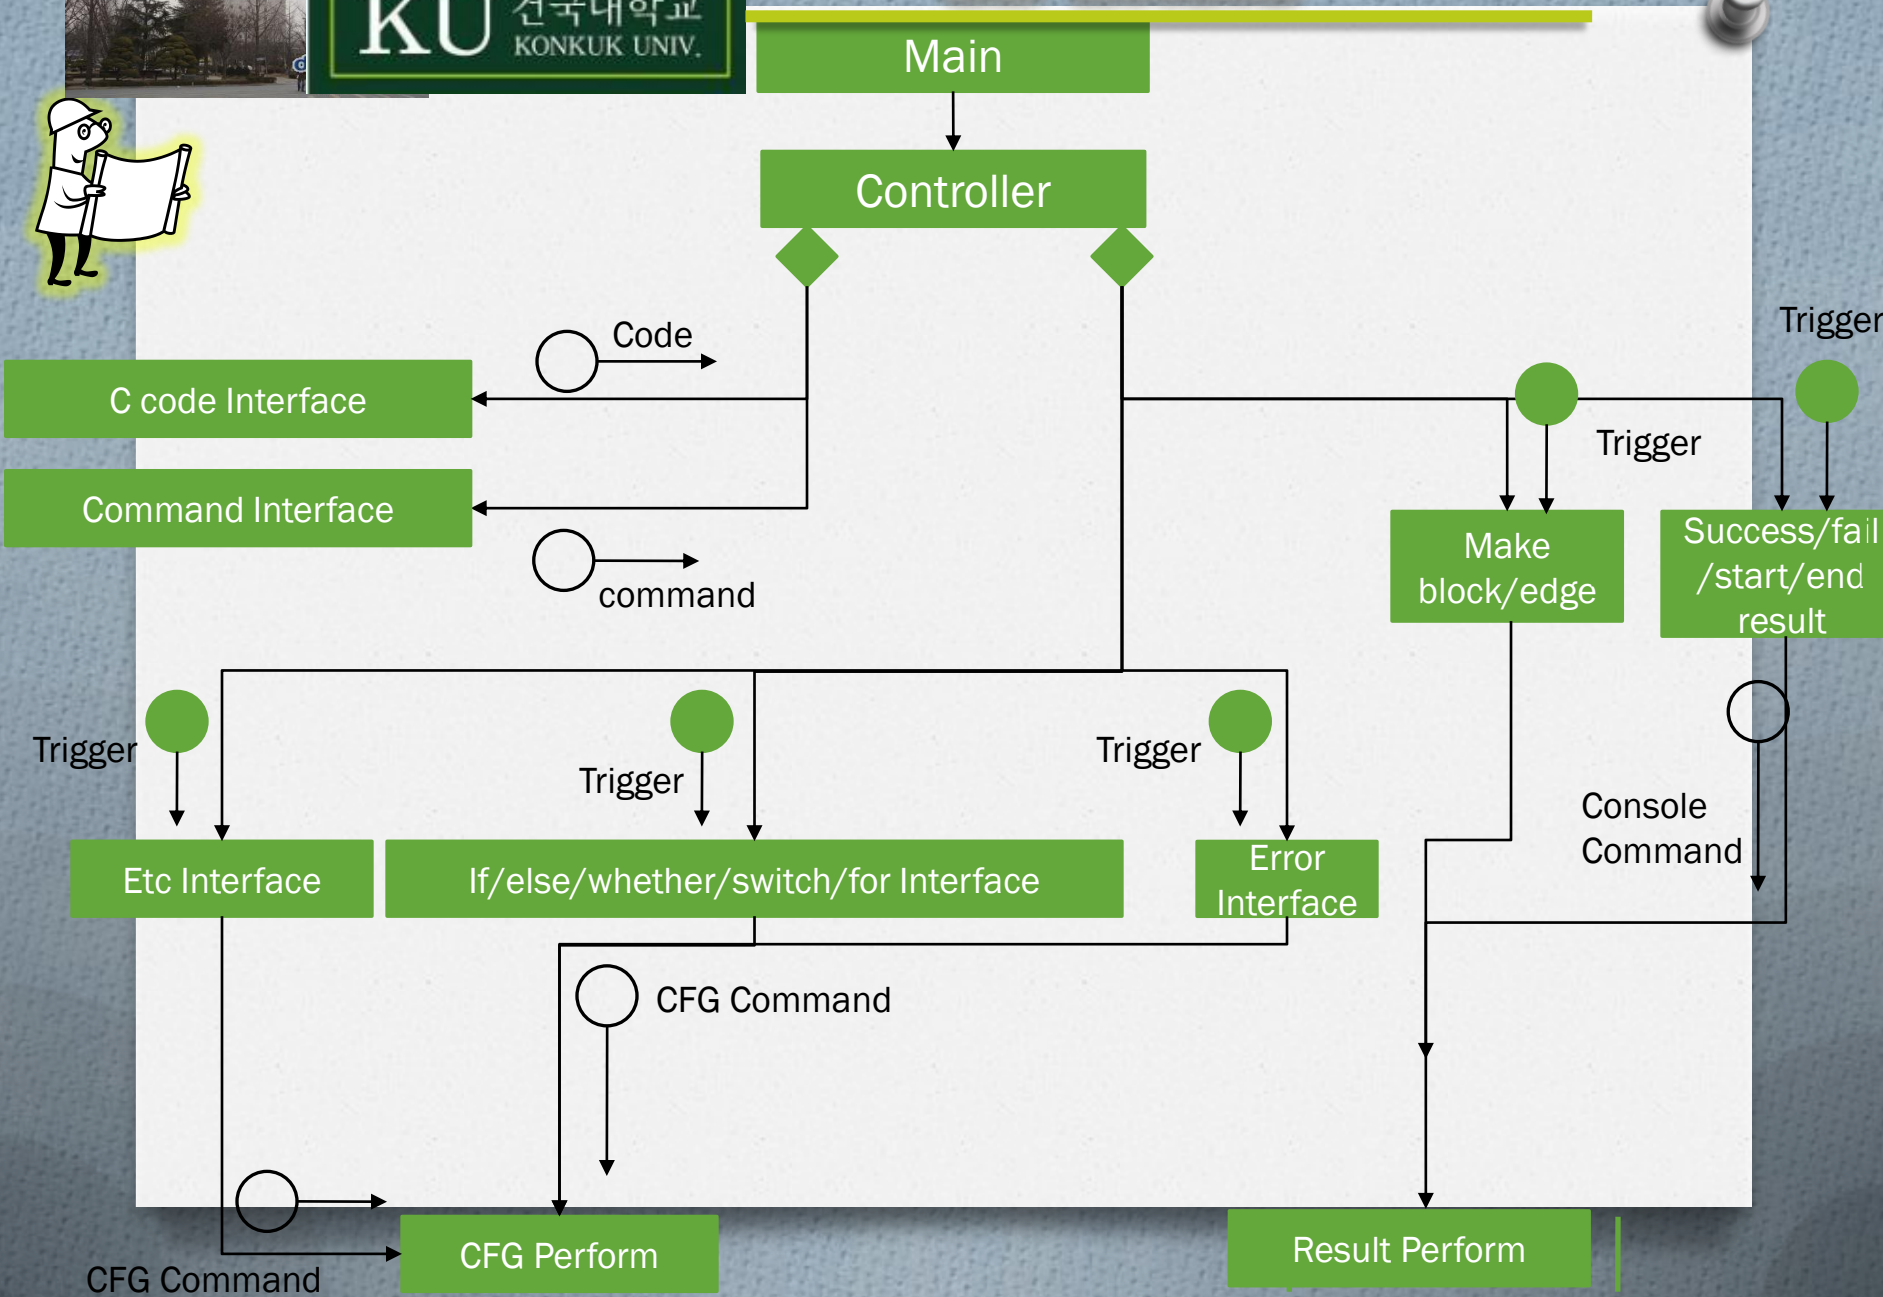 KU 건국대학교
KONKUK UNIV.
Main
Controller
Code
Trigger
C code Interface
Trigger
Command Interface
command
Make
block/edge
Success/fail
/start/end
result
Trigger
Trigger
Trigger
Console
Command
Etc Interface
If/else/whether/switch/for Interface
Error
Interface
CFG Command
CFG Perform
Result Perform
CFG Command